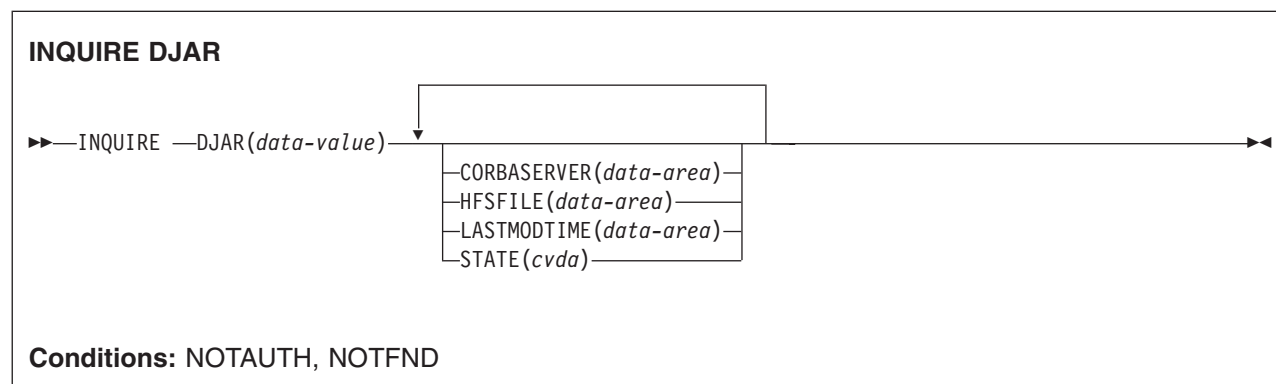 INQUIRE DJAR
INQUIRE DJAR(data-value)
CORBASERVER(data-area)
HFSFILE(data-area)
LASTMODTIME(data-area)
STATE(cvda)
Conditions: NOTAUTH, NOTFND